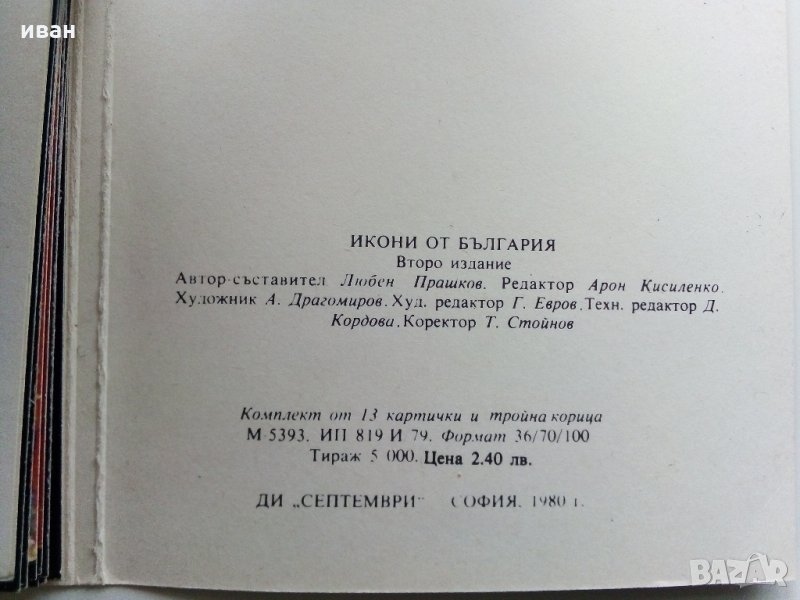 иван
ИКОНИ ОТ БЪЛГАРИЯ
Второ издание
Автор-съставител Любен Прашков. Редактор Арон Кисиленко.
Художник А. Драгомиров. Худ. редактор Г. Евров. Техн. редактор Д.
Кордова. Коректор Т. Стойнов
Комплект от 13 картички и тройна корица
М 5393. ИП 819 И 79. Формат 36/70/100
Тираж 5 000. Цена 2.40 лв.
ДИ „СЕПТЕМВРИ" СОФИЯ, 1980 г.
BAZAR